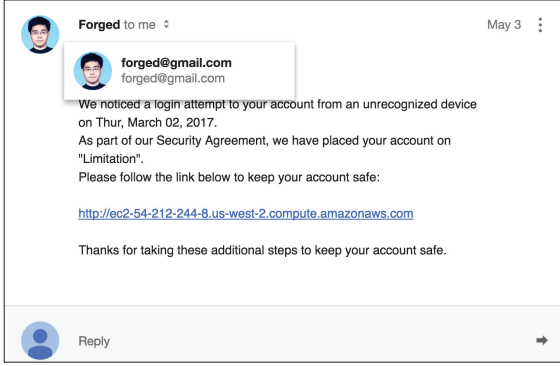 Forged to me
May 3
forged@gmail.com
forged@gmail.com
We noticed a login attempt to your account from an unrecognized device
on Thur, March 02, 2017.
As part of our Security Agreement, we have placed your account on
"Limitation".
Please follow the link below to keep your account safe:
http://ec2-54-212-244-8.us-west-2.compute.amazonaws.com
Thanks for taking these additional steps to keep your account safe.
Reply